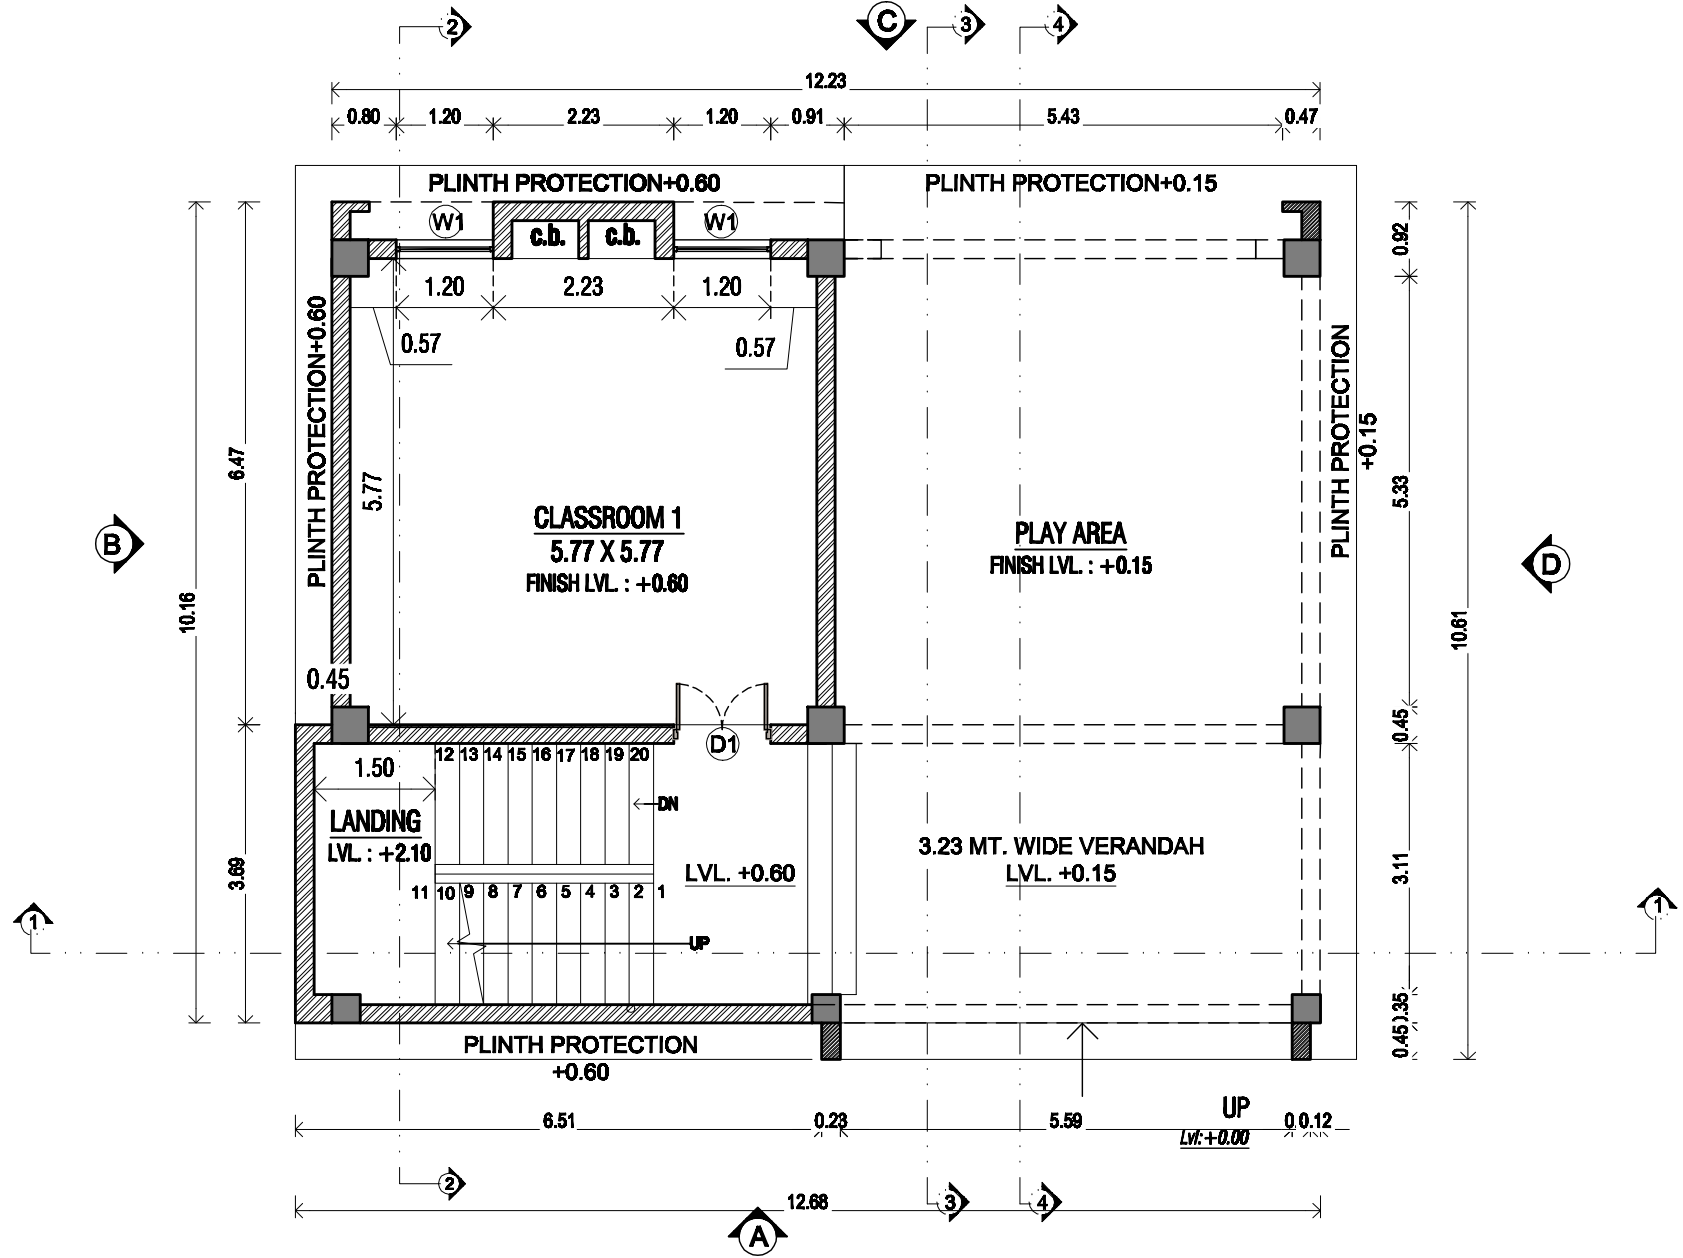 2
C
3
4
12.23
0.80
1.20
2.23
1.20
0.91
5.43
0.47
PLINTH PROTECTION+0.60
PLINTH PROTECTION+0.15
W1
c.b.
c.b.
W1
0.92
1.20
2.23
1.20
0.57
0.57
PLINTH PROTECTION+0.60
PLINTH PROTECTION
+0.15
6.47
5.77
5.33
CLASSROOM 1
5.77 X 5.77
FINISH LVL. : +0.60
PLAY AREA
FINISH LVL. : +0.15
B
D
10.16
10.61
0.45
0.45
D1
12 13 14 15 16 17 18 19 20
1.50
DN
LANDING
LVL. : +2.10
3.69
LVL. +0.60
3.23 MT. WIDE VERANDAH
LVL. +0.15
3.11
11 10 9 8 7 6 5 4 3 2 1
1
1
UP
.35
0.45
PLINTH PROTECTION
+0.60
6.51
0.23
5.59
UP
Lvl:+0.00
0
0.12
2
12.68
3
4
A